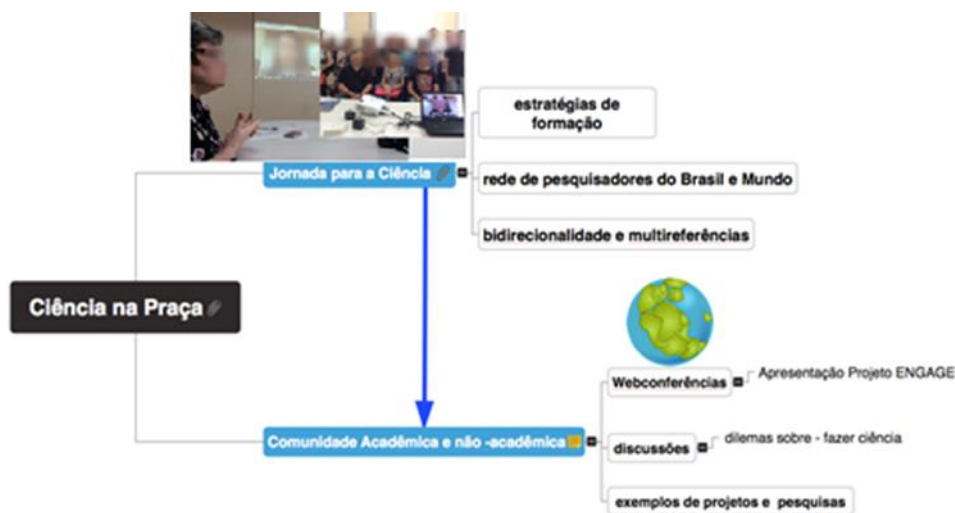 estratégias de
formação
Jornada para a Ciência
rede de pesquisadores do Brasil e Mundo
bidirecionalidade e multireferências
Ciência na Praça
Webconferências
Apresentação Projeto ENGAGE
Comunidade Acadêmica e não -acadêmica
discussões
dilemas sobre - fazer ciência
exemplos de projetos e pesquisas